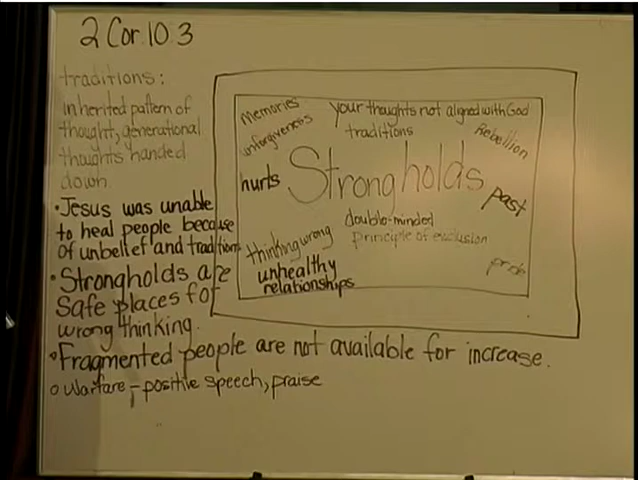 2 Cor 10 3
traditions:
inherited pattern of
thought, generational
thoughts handed
down.
• Jesus was unable
to heal people because
of unbelief and traditions
• Strongholds are
safe places for
wrong thinking.
• Fragmented people are not available for increase.
o Warfare - positive speech, praise
Memories
unforgiveness
your thoughts not aligned with God
traditions
Rebellion
hurts
Strongholds
past
double-minded
principle of exclusion
thinking wrong
unhealthy
relationships
pride